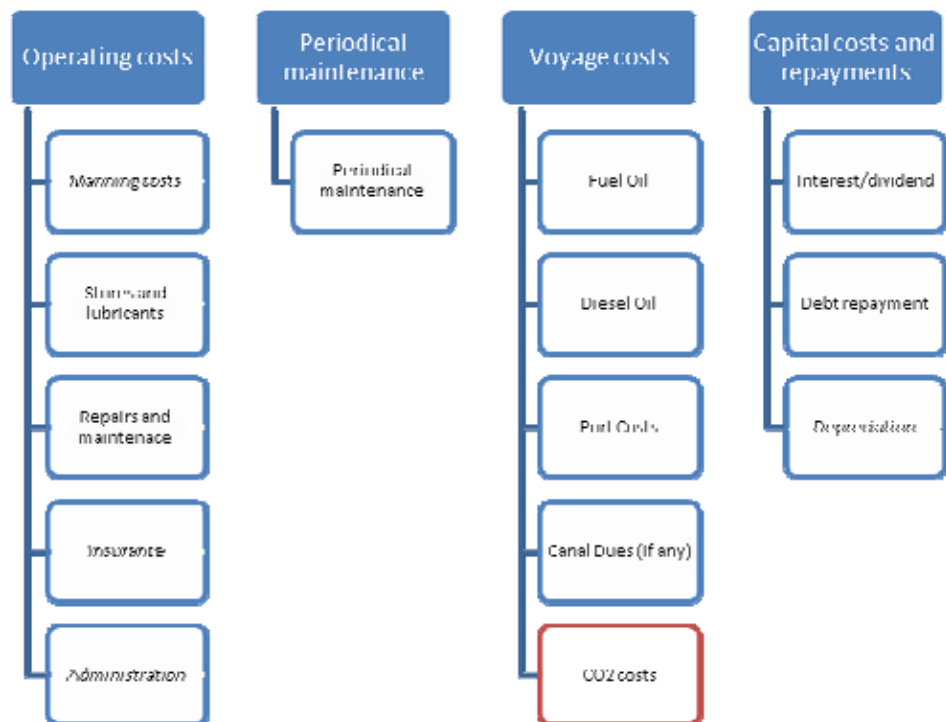 Operating costs
Manning costs
Stores and
lubricants
Repairs and
maintenace
Insurance
Administration
Periodical
maintenance
Periodical
maintenance
Voyage costs
Fuel Oil
Diesel Oil
Port Costs
Canal Dues (If any)
CO2 costs
Capital costs and
repayments
Interest/dividend
Debt repayment
Depreciation